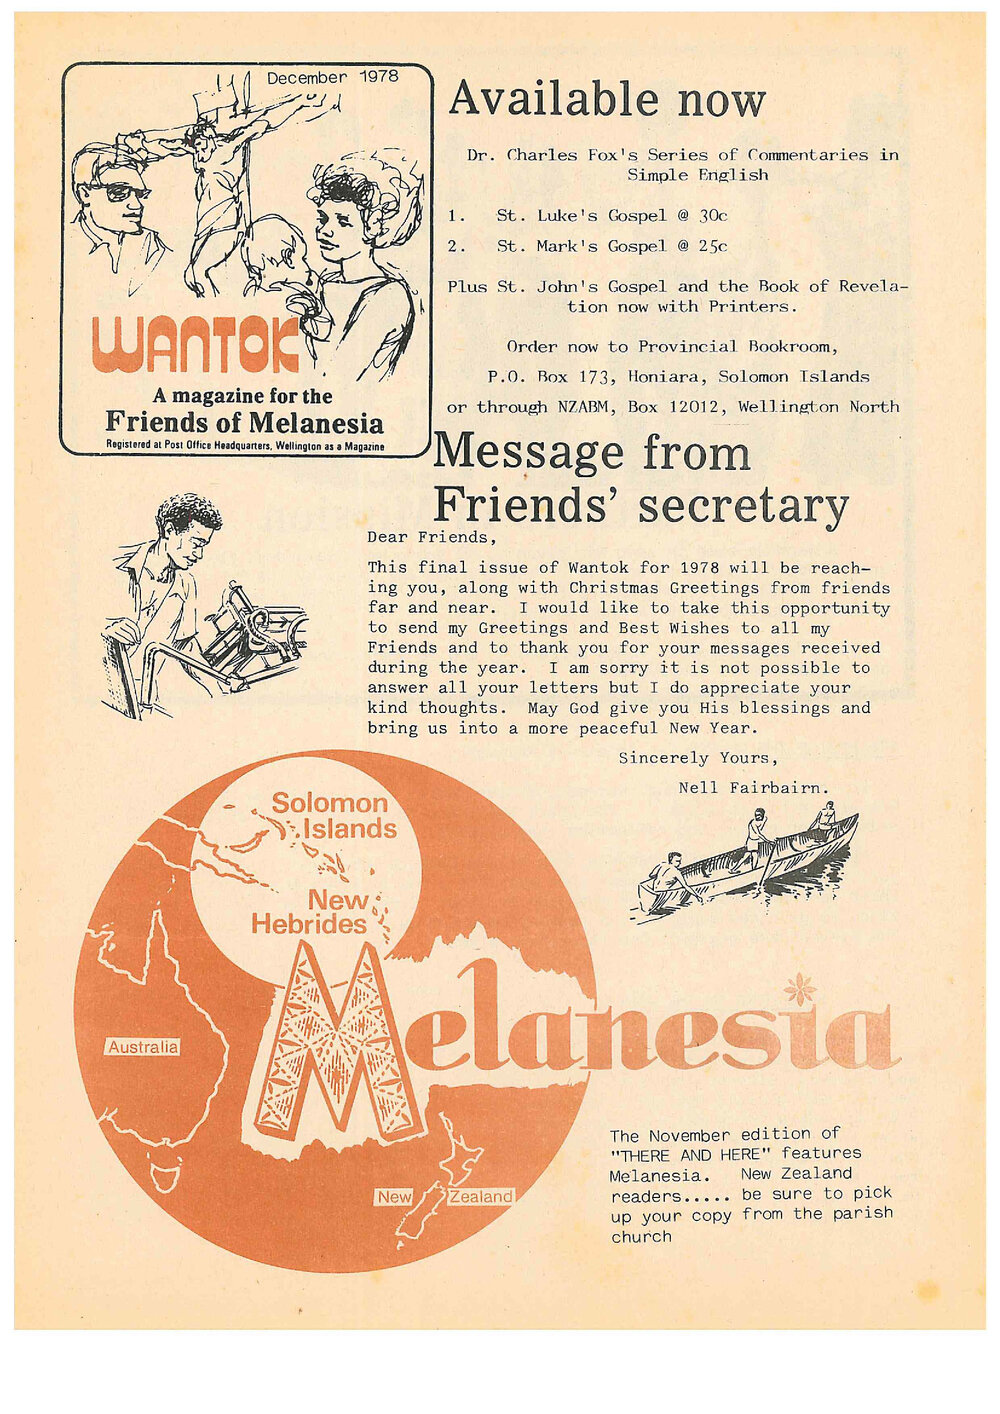 December 1978
WANTOK
A magazine for the
Friends of Melanesia
Registered at Post Office Headquarters, Wellington as a Magazine
Available now
Dr. Charles Fox's Series of Commentaries in
Simple English
1. St. Luke's Gospel @ 30c
2. St. Mark's Gospel @ 25c
Plus St. John's Gospel and the Book of Revela-
tion now with Printers.
Order now to Provincial Bookroom,
P.O. Box 173, Honiara, Solomon Islands
or through NZABM, Box 12012, Wellington North
Message from
Friends' secretary
Dear Friends,
This final issue of Wantok for 1978 will be reach-
ing you, along with Christmas Greetings from friends
far and near. I would like to take this opportunity
to send my Greetings and Best Wishes to all my
Friends and to thank you for your messages received
during the year. I am sorry it is not possible to
answer all your letters but I do appreciate your
kind thoughts. May God give you His blessings and
bring us into a more peaceful New Year.
Sincerely Yours,
Nell Fairbairn.
Solomon
Islands
New
Hebrides
Melanesia
Australia
New Zealand
The November edition of
"THERE AND HERE" features
Melanesia. New Zealand
readers..... be sure to pick
up your copy from the parish
church